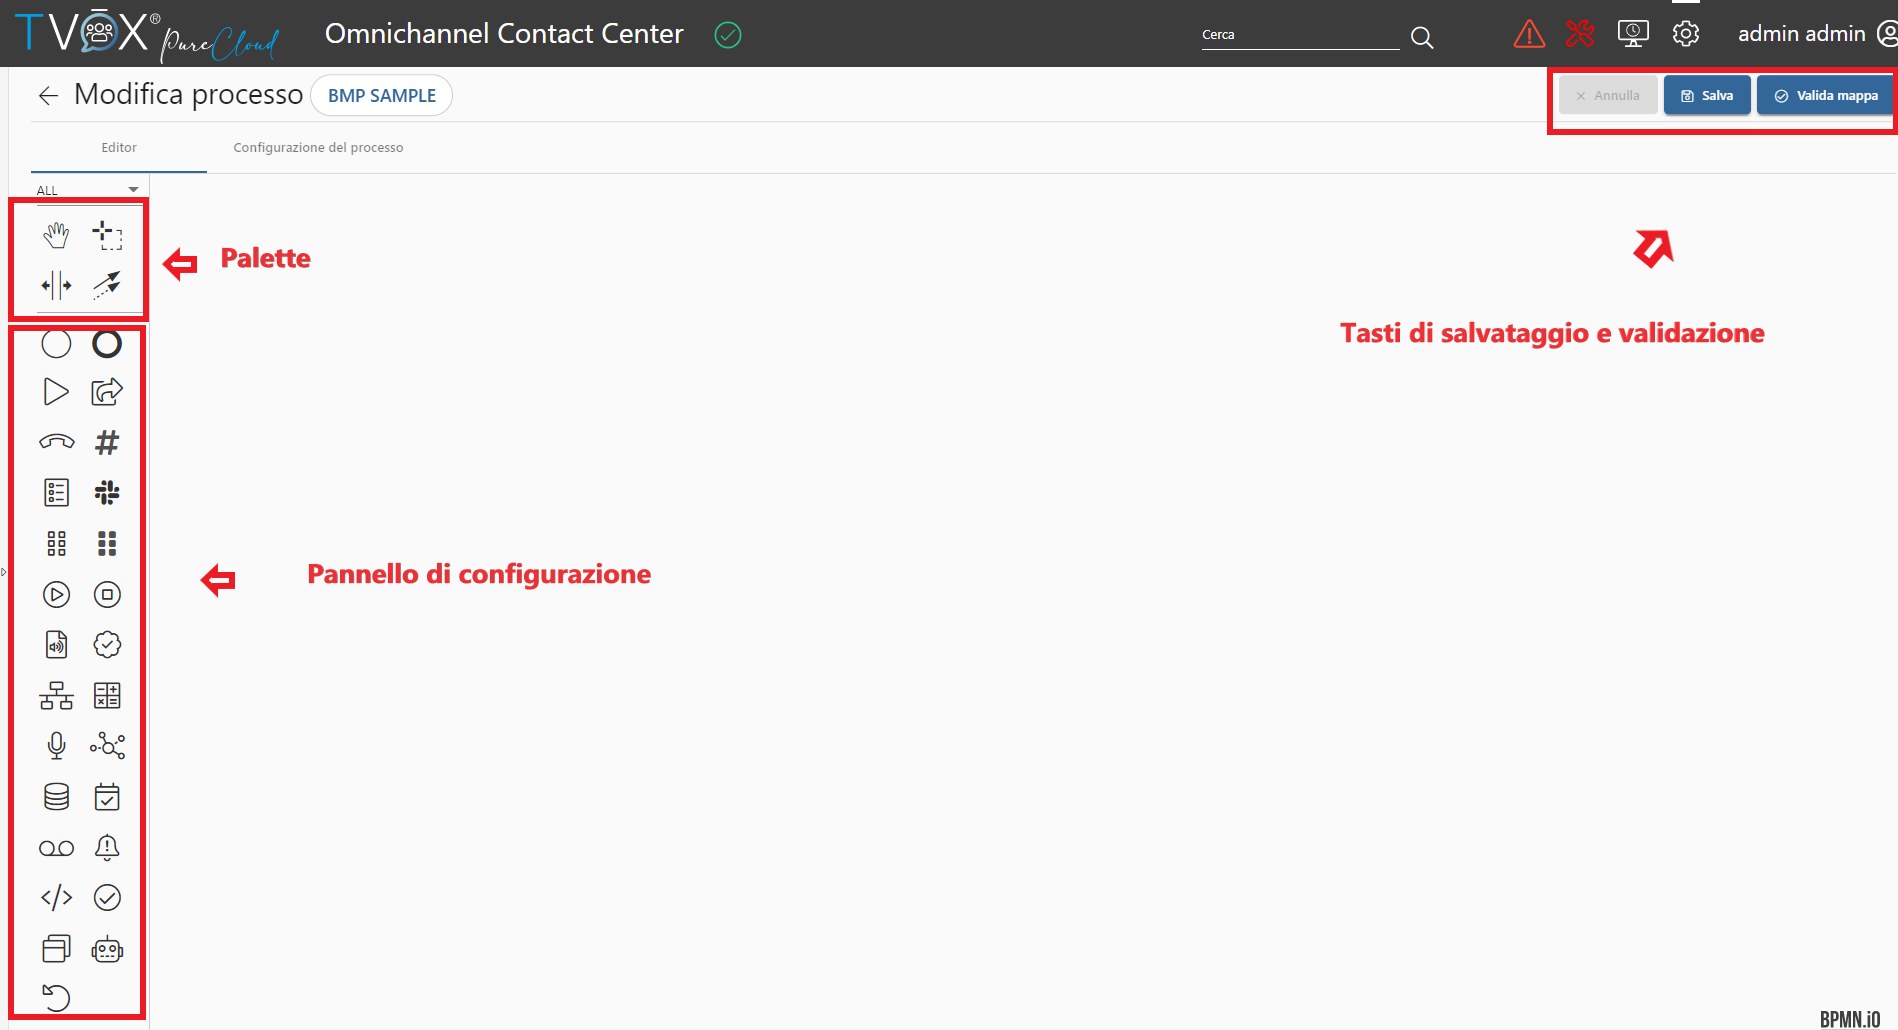 TVOX® PureCloud
Omnichannel Contact Center
Cerca
admin admin
Modifica processo
BMP SAMPLE
Annulla
Salva
Valida mappa
Editor
Configurazione del processo
ALL
Palette
Tasti di salvataggio e validazione
Pannello di configurazione
BPMN.iO